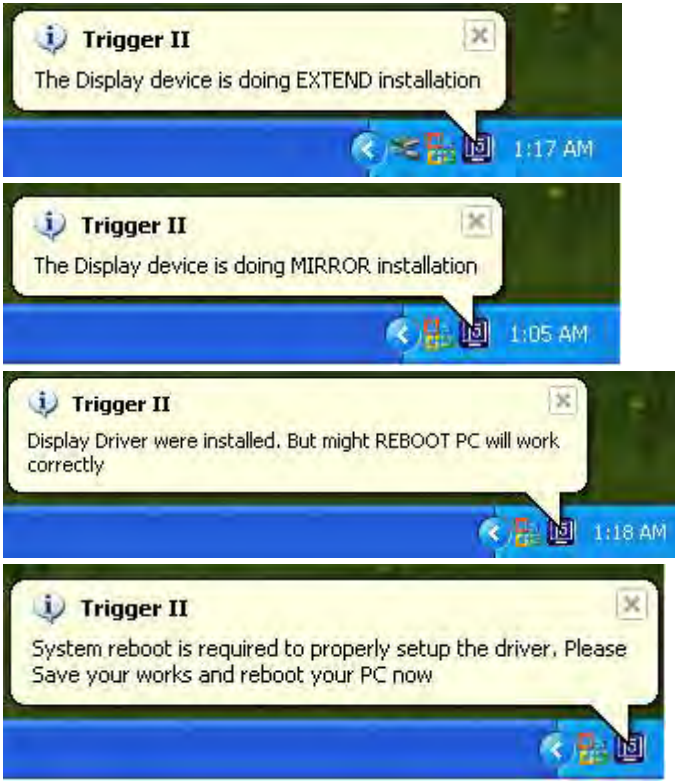 Trigger II
The Display device is doing EXTEND installation
1:17 AM
Trigger II
The Display device is doing MIRROR installation
1:05 AM
Trigger II
Display Driver were installed. But might REBOOT PC will work
correctly
1:18 AM
Trigger II
System reboot is required to properly setup the driver. Please
Save your works and reboot your PC now